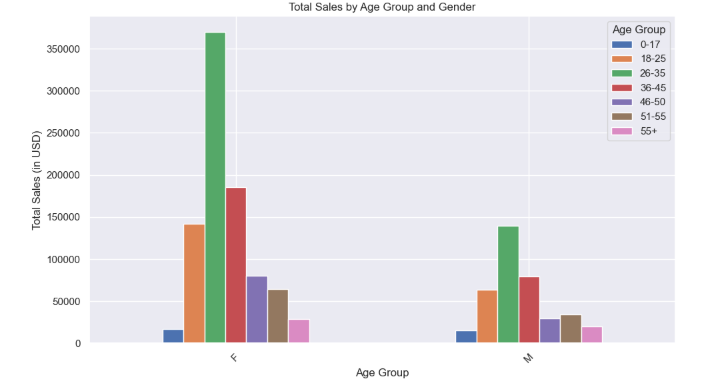 Total Sales by Age Group and Gender
Age Group
0-17
18-25
26-35
36-45
46-50
51-55
55+
350000
300000
250000
200000
150000
100000
50000
0
Total Sales (in USD)
F
M
Age Group